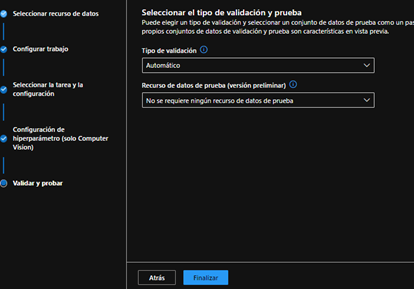 Seleccionar recurso de datos
Configurar trabajo
Seleccionar la tarea y la
configuración
Configuración de
hiperparámetro (solo Computer
Vision)
Validar y probar
Seleccionar el tipo de validación y prueba
Puede elegir un tipo de validación y seleccionar un conjunto de datos de prueba como un pas
propios conjuntos de datos de validación y prueba son características en vista previa.
Tipo de validación
Automático
Recurso de datos de prueba (versión preliminar)
No se requiere ningún recurso de datos de prueba
Atrás
Finalizar